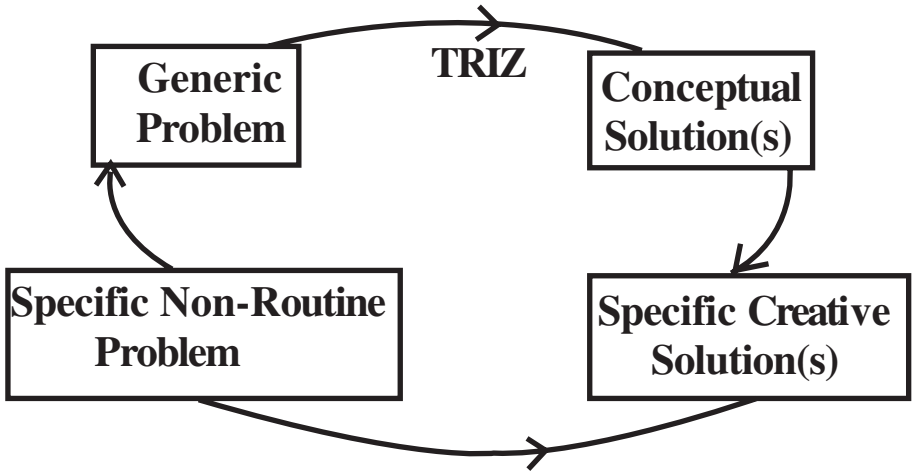 Generic
Problem
TRIZ
Conceptual
Solution(s)
Specific Non-Routine
Problem
Specific Creative
Solution(s)